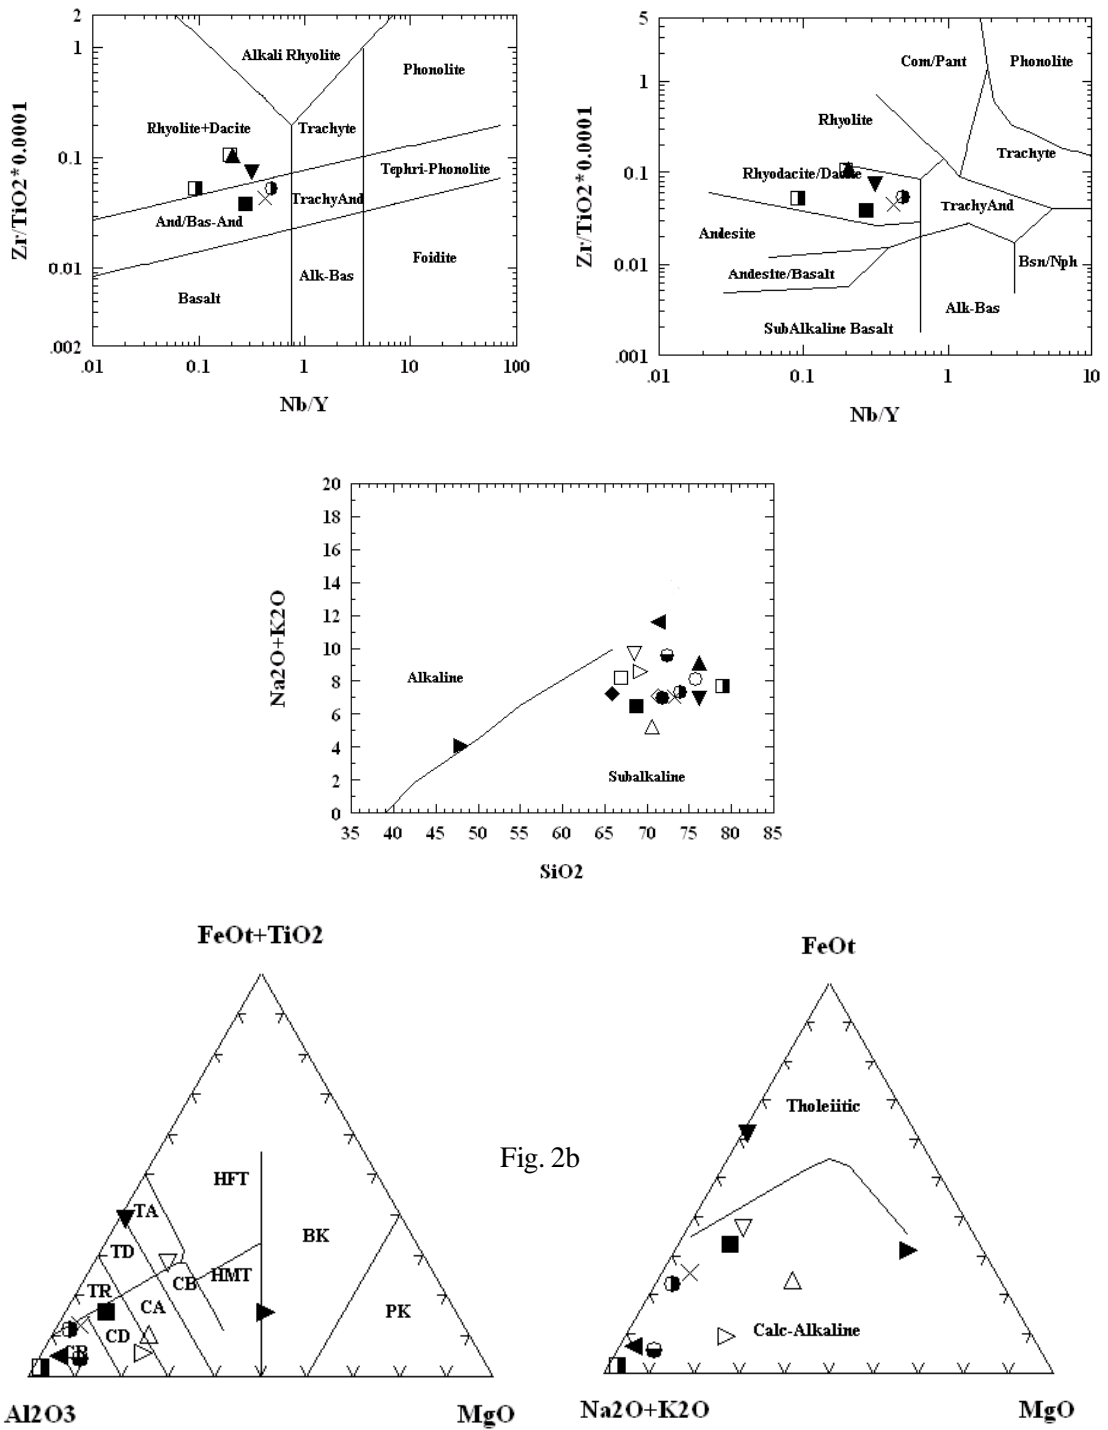 2
1
0.1
0.01
.002
Zr/TiO2*0.0001
Alkali Rhyolite
Phonolite
Rhyolite+Dacite
Trachyte
Tephri-Phonolite
TrachyAnd
And/Bas-And
Foidite
Alk-Bas
Basalt
.01 0.1 1 10 100
Nb/Y
5
1
0.1
0.01
.001
Zr/TiO2*0.0001
Com/Pant
Phonolite
Rhyolite
Trachyte
Rhyodacite/Dacite
TrachyAnd
Andesite
Bsn/Nph
Andesite/Basalt
Alk-Bas
SubAlkaline Basalt
.01 0.1 1 10
Nb/Y
20
18
16
14
12
10
8
6
4
2
0
Na2O+K2O
Alkaline
Subalkaline
35 40 45 50 55 60 65 70 75 80 85
SiO2
FeOt+TiO2
HFT
TA
BK
TD
CB
HMT
TR
CA
PK
CD
CR
Al2O3
MgO
Fig. 2b
FeOt
Tholeiitic
Calc-Alkaline
Na2O+K2O
MgO